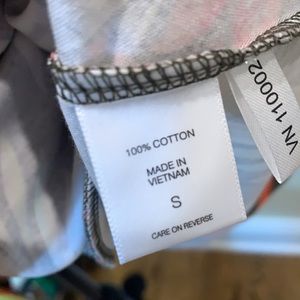 100% COTTON
MADE IN
VIETNAM
S
CARE ON REVERSE
VN 110002